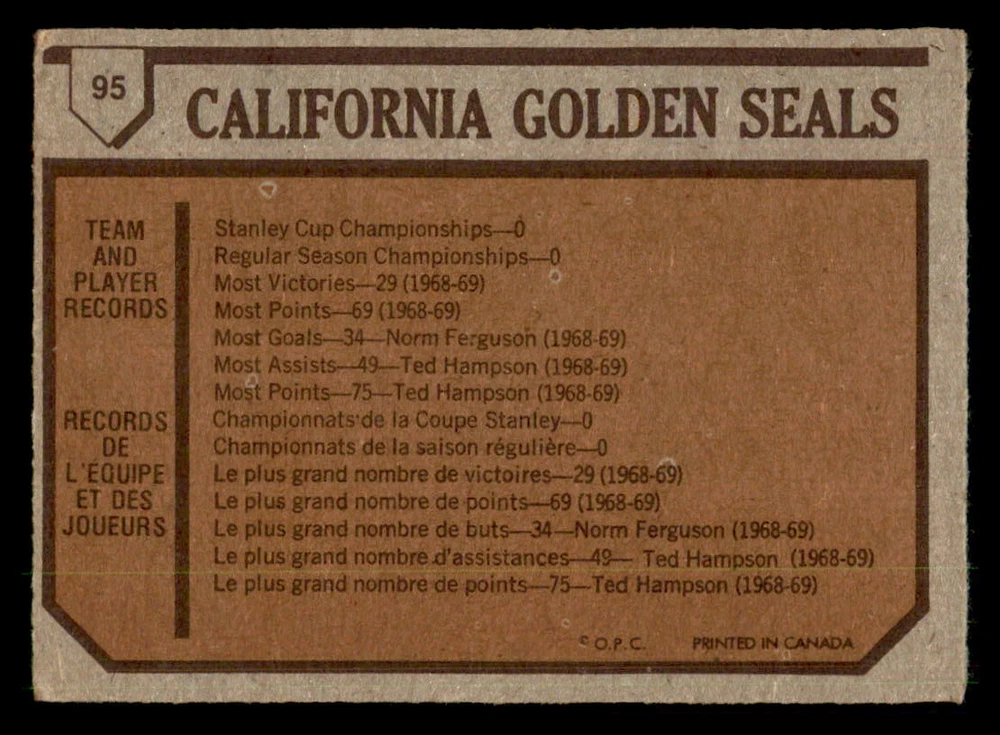 95
CALIFORNIA GOLDEN SEALS
TEAM
AND
PLAYER
RECORDS
Stanley Cup Championships—0
Regular Season Championships—0
Most Victories—29 (1968-69)
Most Points—69 (1968-69)
Most Goals—34—Norm Ferguson (1968-69)
Most Assists—49—Ted Hampson (1968-69)
Most Points—75—Ted Hampson (1968-69)
RECORDS
DE
L'ÉQUIPE
ET DES
JOUEURS
Championnats de la Coupe Stanley—0
Championnats de la saison régulière—0
Le plus grand nombre de victoires—29 (1968-69)
Le plus grand nombre de points—69 (1968-69)
Le plus grand nombre de buts—34—Norm Ferguson (1968-69)
Le plus grand nombre d'assistances—49— Ted Hampson (1968-69)
Le plus grand nombre de points—75—Ted Hampson (1968-69)
© O.P.C. PRINTED IN CANADA